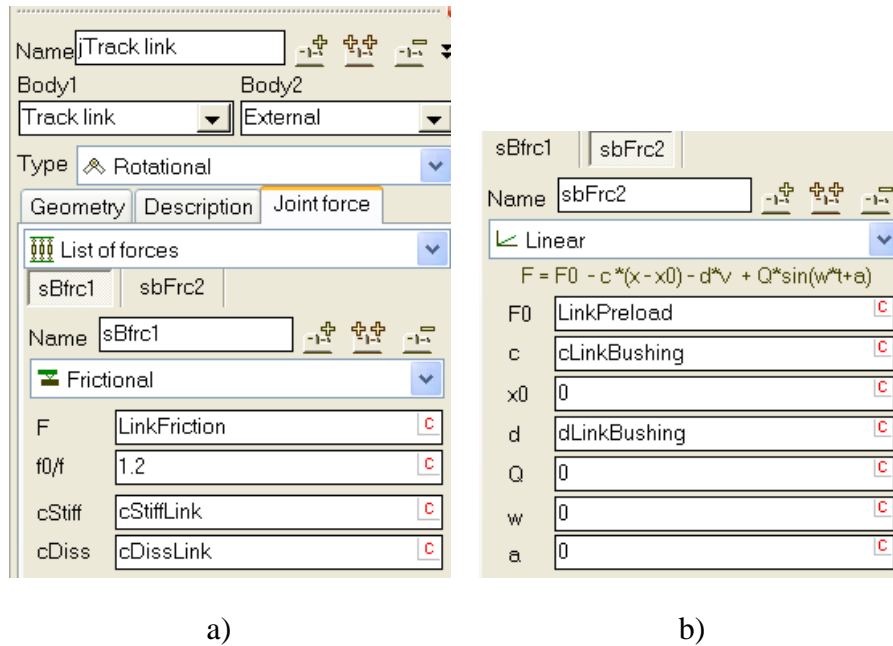 Name jTrack link
Body1 Body2
Track link External
Type Rotational
Geometry Description Joint force
List of forces
sBfrc1 sbFrc2
Name sBfrc1
Frictional
F LinkFriction C
f0/f 1.2 C
cStiff cStiffLink C
cDiss cDissLink C
a)
sBfrc1 sbFrc2
Name sbFrc2
Linear
F = F0 - c*(x-x0) - d*v + Q*sin(w*t+a)
F0 LinkPreload C
c cLinkBushing C
x0 0 C
d dLinkBushing C
Q 0 C
w 0 C
a 0 C
b)